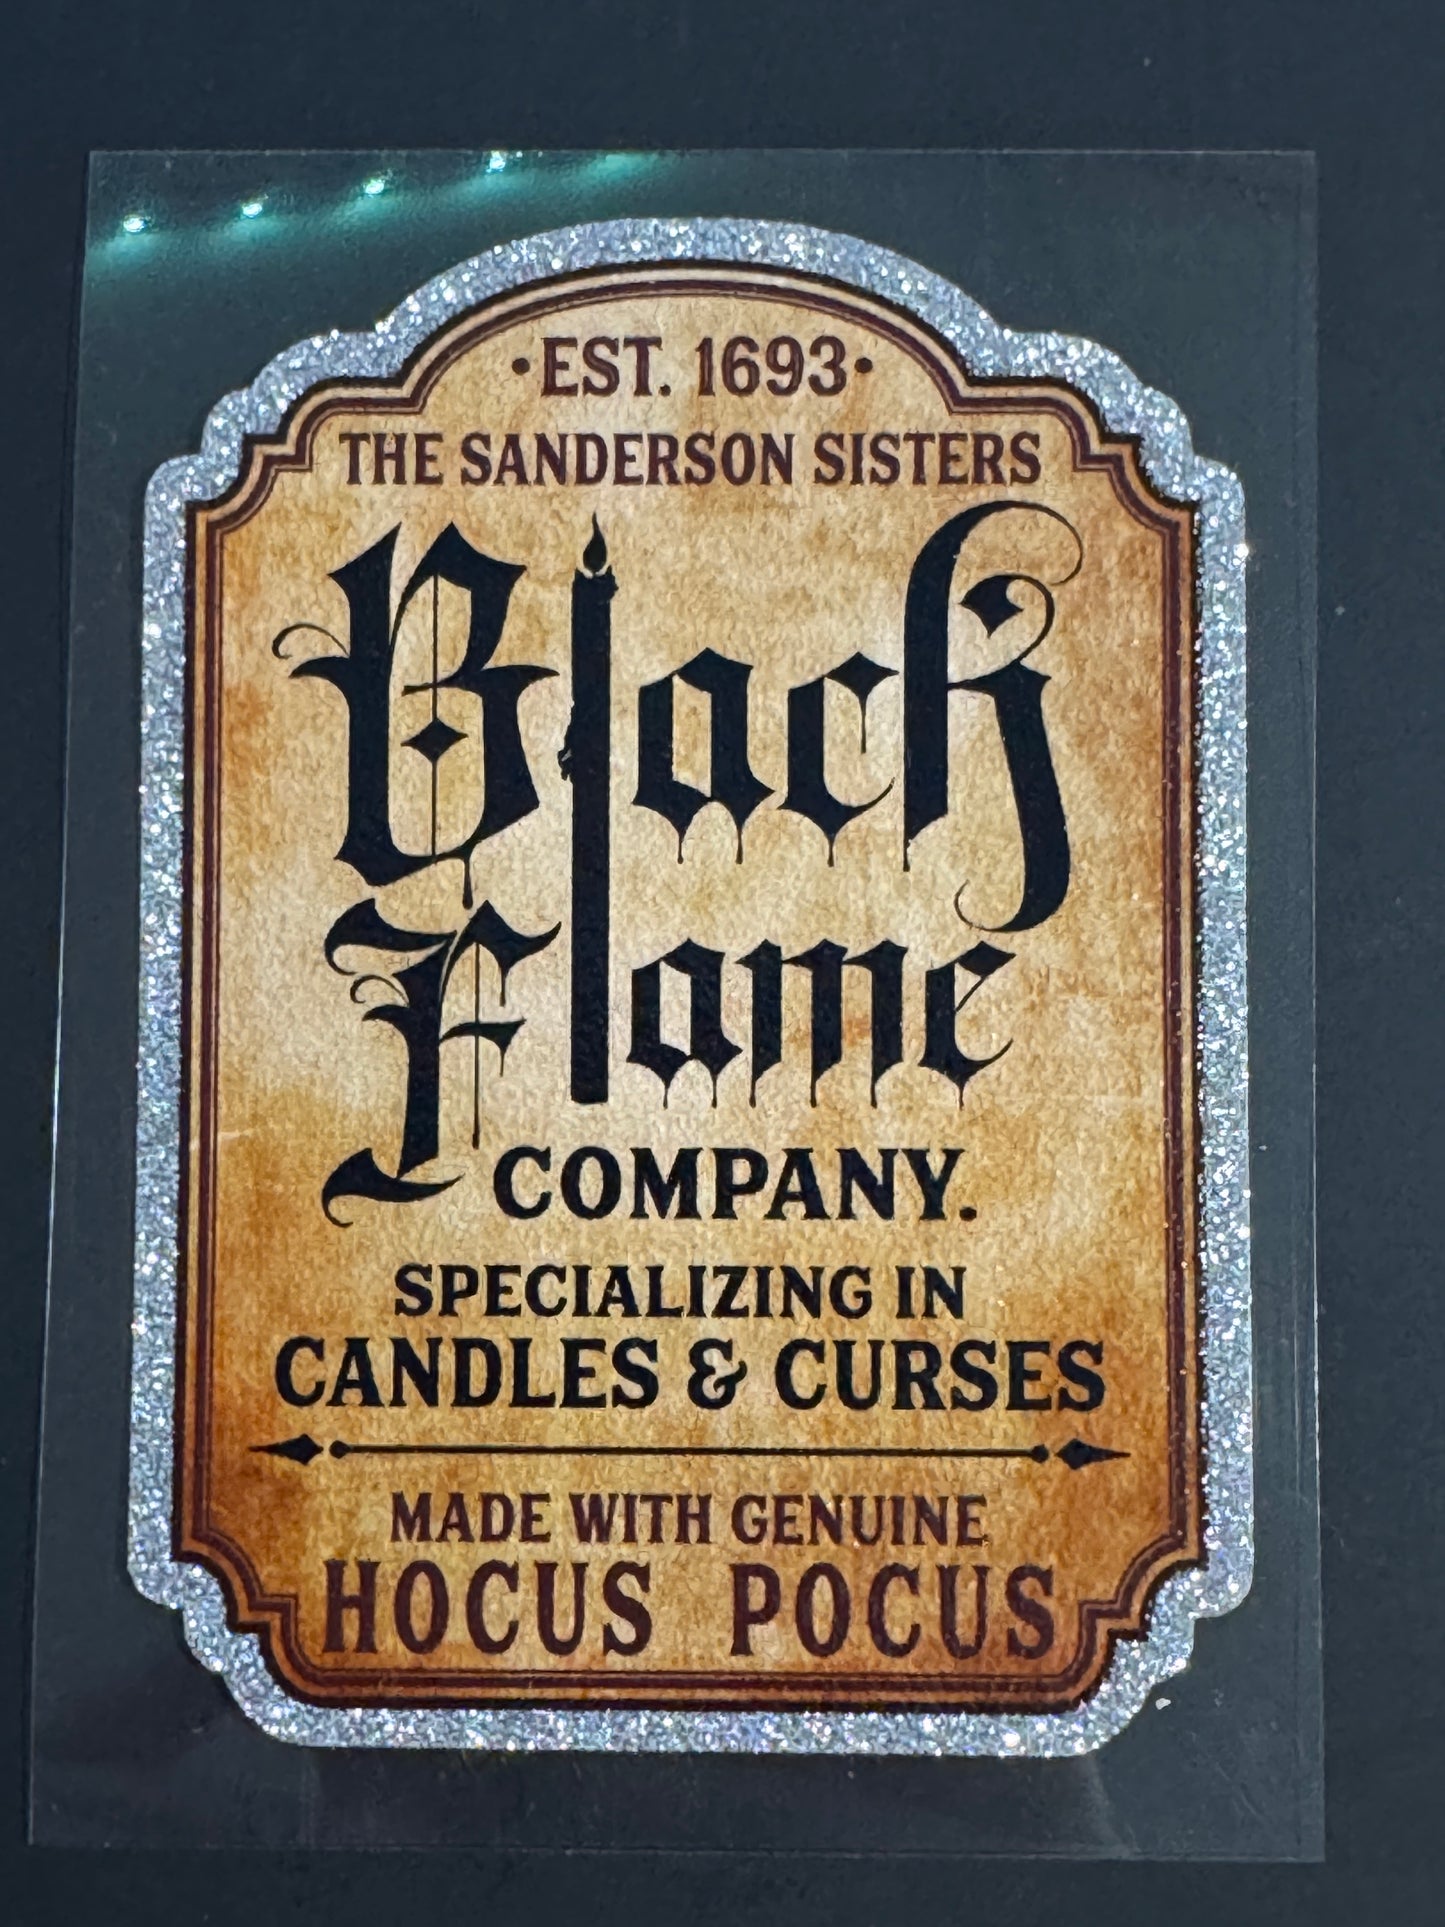 ·EST. 1693·
THE SANDERSON SISTERS
Black
Flame
COMPANY.
SPECIALIZING IN
CANDLES & CURSES
MADE WITH GENUINE
HOCUS POCUS